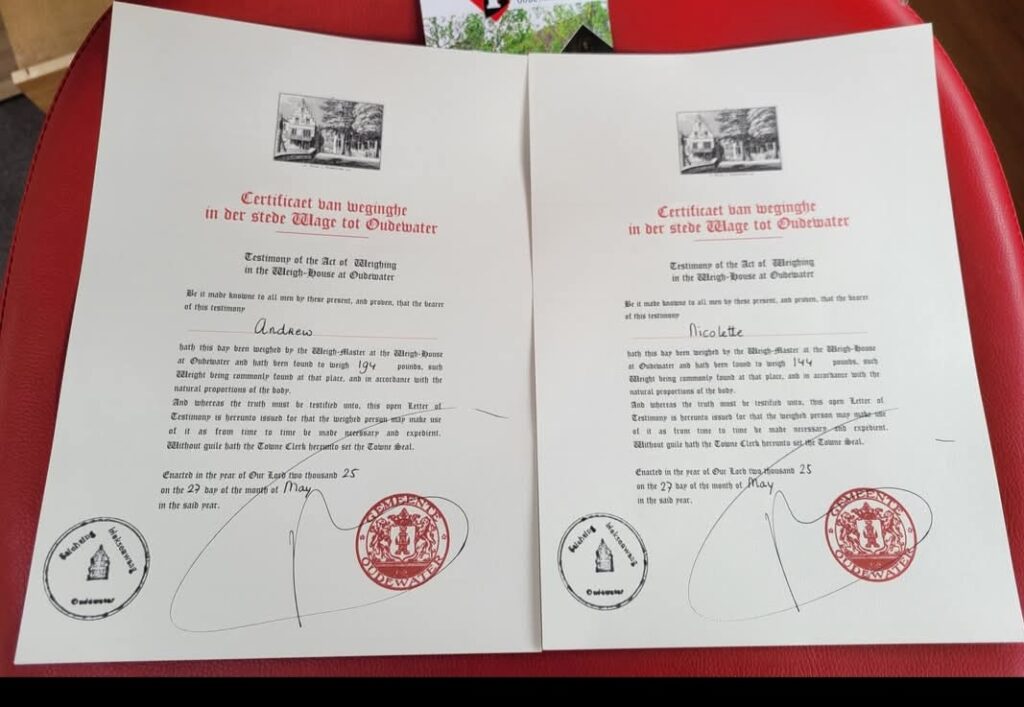 Certificaet van weginghe
in der stede Wage tot Oudewater
Testimony of the Act of Weighing
in the Weigh-House at Oudewater
Be it made knowne to all men by these present, and proven, that the bearer
of this testimony
Andrew
hath this day been weighed by the Weigh-Master at the Weigh-House
at Oudewater and hath been found to weigh 194 pounds, such
Weight being commonly found at that place, and in accordance with the
natural proportions of the body.
And whereas the truth must be testified unto, this open Letter of
Testimony is hereunto issued for that the weighed person may make use
of it as from time to time be made necessary and expedient.
Without guile hath the Towne Clerk hereunto set the Towne Seal.
Enacted in the year of Our Lord two thousand 25
on the 27 day of the month of May
in the said year.
GEMEENTE
OUDEWATER
Stichting Heksenwaag
Oudewater
Certificaet van weginghe
in der stede Wage tot Oudewater
Testimony of the Act of Weighing
in the Weigh-House at Oudewater
Be it made knowne to all men by these present, and proven, that the bearer
of this testimony
Nicolette
hath this day been weighed by the Weigh-Master at the Weigh-House
at Oudewater and hath been found to weigh 144 pounds, such
Weight being commonly found at that place, and in accordance with the
natural proportions of the body.
And whereas the truth must be testified unto, this open Letter of
Testimony is hereunto issued for that the weighed person may make use
of it as from time to time be made necessary and expedient.
Without guile hath the Towne Clerk hereunto set the Towne Seal.
Enacted in the year of Our Lord two thousand 25
on the 27 day of the month of May
in the said year.
GEMEENTE
OUDEWATER
Stichting Heksenwaag
Oudewater